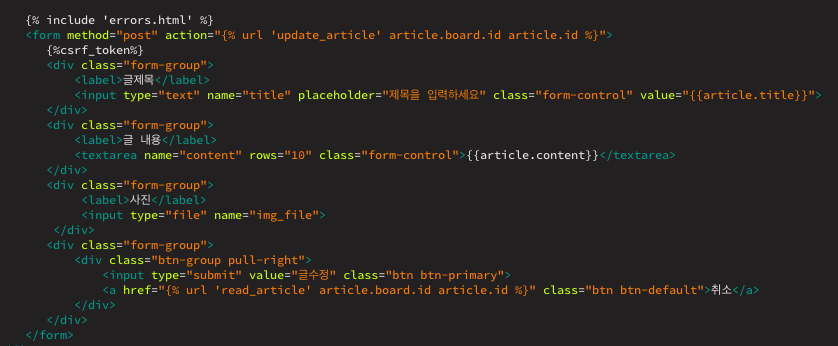 {% include 'errors.html' %}
<form method="post" action="{% url 'update_article' article.board.id article.id %}">
{%csrf_token%}
<div class="form-group">
<label>글제목</label>
<input type="text" name="title" placeholder="제목을 입력하세요" class="form-control" value="{{article.title}}">
</div>
<div class="form-group">
<label>글 내용</label>
<textarea name="content" rows="10" class="form-control">{{article.content}}</textarea>
</div>
<div class="form-group">
<label>사진</label>
<input type="file" name="img_file">
</div>
<div class="form-group">
<div class="btn-group pull-right">
<input type="submit" value="글수정" class="btn btn-primary">
<a href="{% url 'read_article' article.board.id article.id %}" class="btn btn-default">취소</a>
</div>
</div>
</form>